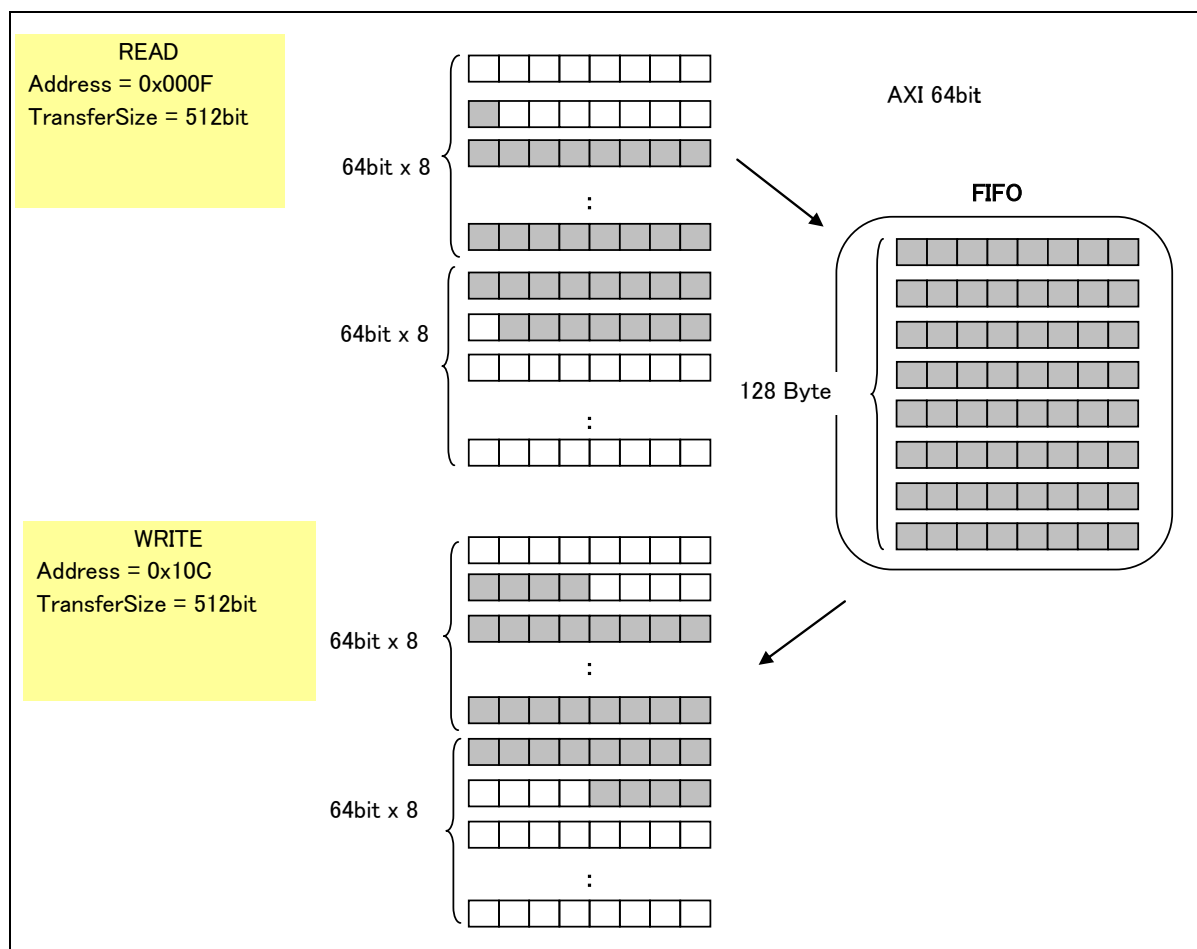 READ
Address = 0x000F
TransferSize = 512bit
64bit x 8
:
64bit x 8
:
AXI 64bit
FIFO
128 Byte
WRITE
Address = 0x10C
TransferSize = 512bit
64bit x 8
:
64bit x 8
: